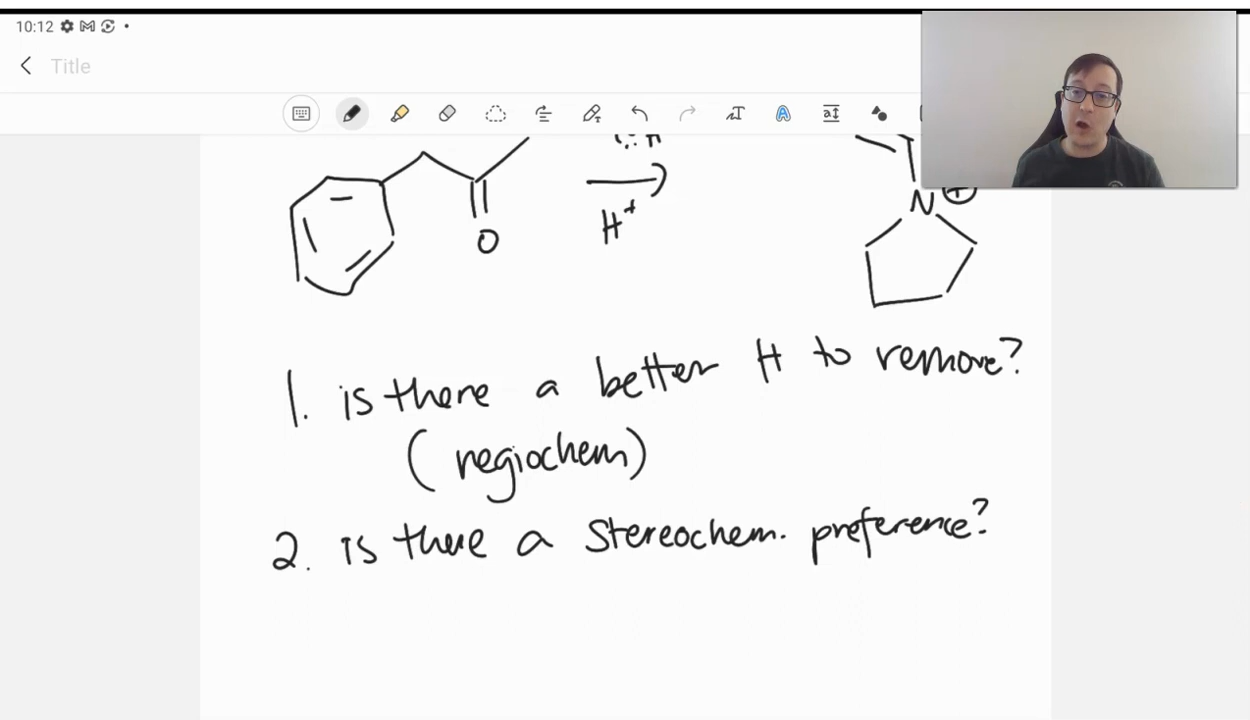 10:12
Title
H+
O
N +
1. is there a better H to remove?
(regiochem)
2. is there a stereochem. preference?